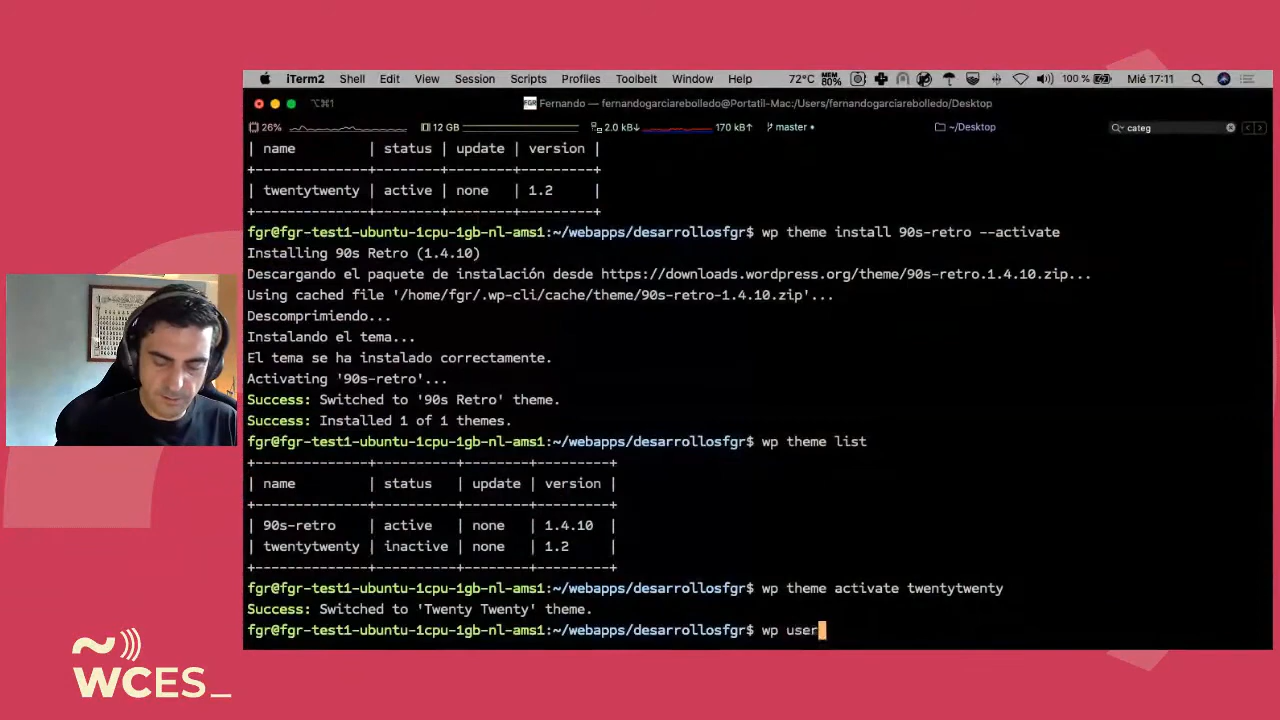 iTerm2 Shell Edit View Session Scripts Profiles Toolbelt Window Help 72°C MEM 80% 100 % Mié 17:11
⌥⌘1 FGR Fernando — fernandogarciarebolledo@Portatil-Mac:/Users/fernandogarciarebolledo/Desktop
26% 12 GB 2.0 kB↓ 170 kB↑ master • ~/Desktop categ
| name | status | update | version |
+--------------+--------+--------+---------+
| twentytwenty | active | none | 1.2 |
+--------------+--------+--------+---------+
fgr@fgr-test1-ubuntu-1cpu-1gb-nl-ams1:~/webapps/desarrollosfgr$ wp theme install 90s-retro --activate
Installing 90s Retro (1.4.10)
Descargando el paquete de instalación desde https://downloads.wordpress.org/theme/90s-retro.1.4.10.zip...
Using cached file '/home/fgr/.wp-cli/cache/theme/90s-retro-1.4.10.zip'...
Descomprimiendo...
Instalando el tema...
El tema se ha instalado correctamente.
Activating '90s-retro'...
Success: Switched to '90s Retro' theme.
Success: Installed 1 of 1 themes.
fgr@fgr-test1-ubuntu-1cpu-1gb-nl-ams1:~/webapps/desarrollosfgr$ wp theme list
+--------------+----------+--------+---------+
| name | status | update | version |
+--------------+----------+--------+---------+
| 90s-retro | active | none | 1.4.10 |
| twentytwenty | inactive | none | 1.2 |
+--------------+----------+--------+---------+
fgr@fgr-test1-ubuntu-1cpu-1gb-nl-ams1:~/webapps/desarrollosfgr$ wp theme activate twentytwenty
Success: Switched to 'Twenty Twenty' theme.
fgr@fgr-test1-ubuntu-1cpu-1gb-nl-ams1:~/webapps/desarrollosfgr$ wp user
WCES_